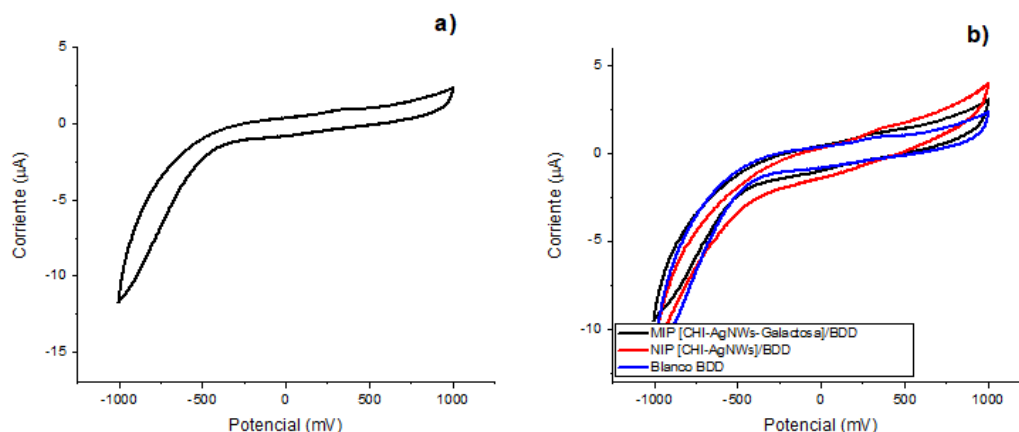 a)
5
0
-5
-10
-15
Corriente (µA)
-1000 -500 0 500 1000
Potencial (mV)
b)
5
0
-5
-10
Corriente (µA)
MIP [CHI-AgNWs-Galactosa]/BDD
NIP [CHI-AgNWs]/BDD
Blanco BDD
-1000 -500 0 500 1000
Potencial (mV)